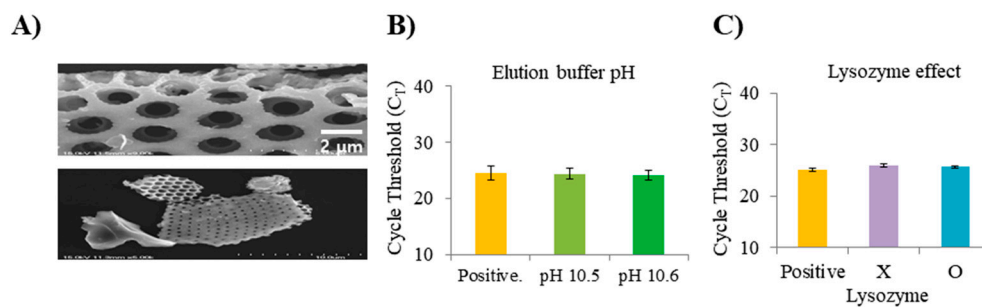 A)
2 μm
B)
Elution buffer pH
Cycle Threshold (CT)
40
30
20
10
Positive.
pH 10.5
pH 10.6
C)
Lysozyme effect
Cycle Threshold (CT)
40
30
20
10
Positive
X
O
Lysozyme